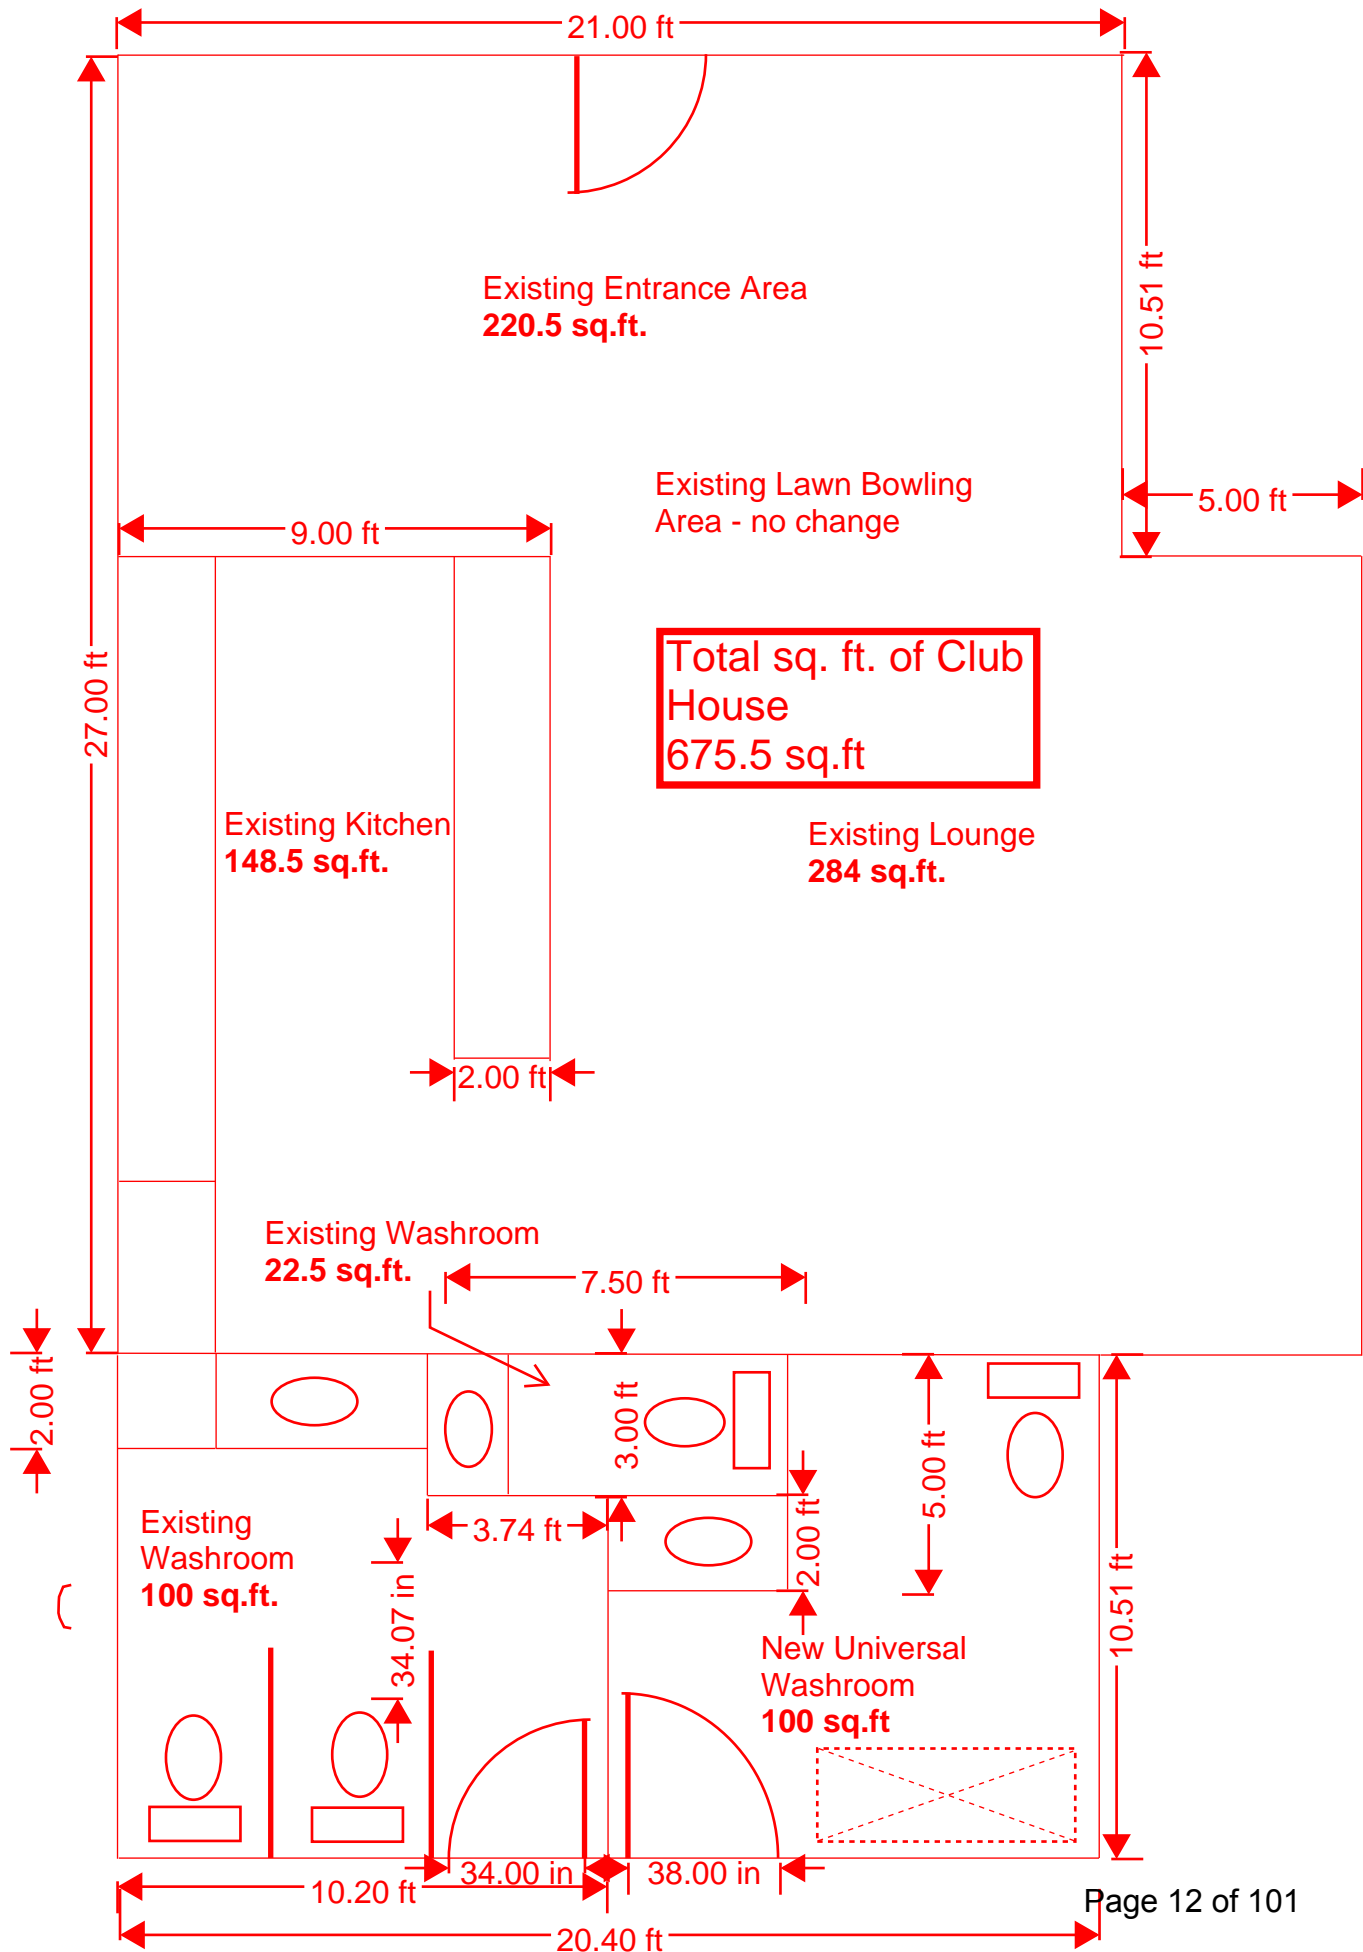 21.00 ft
Existing Entrance Area
220.5 sq.ft.
10.51 ft
Existing Lawn Bowling
Area - no change
5.00 ft
9.00 ft
27.00 ft
Total sq. ft. of Club
House
675.5 sq.ft
Existing Kitchen
148.5 sq.ft.
Existing Lounge
284 sq.ft.
2.00 ft
Existing Washroom
22.5 sq.ft.
7.50 ft
2.00 ft
3.00 ft
5.00 ft
3.74 ft
2.00 ft
Existing
Washroom
100 sq.ft.
34.07 in
10.51 ft
New Universal
Washroom
100 sq.ft
34.00 in
38.00 in
10.20 ft
Page 12 of 101
20.40 ft